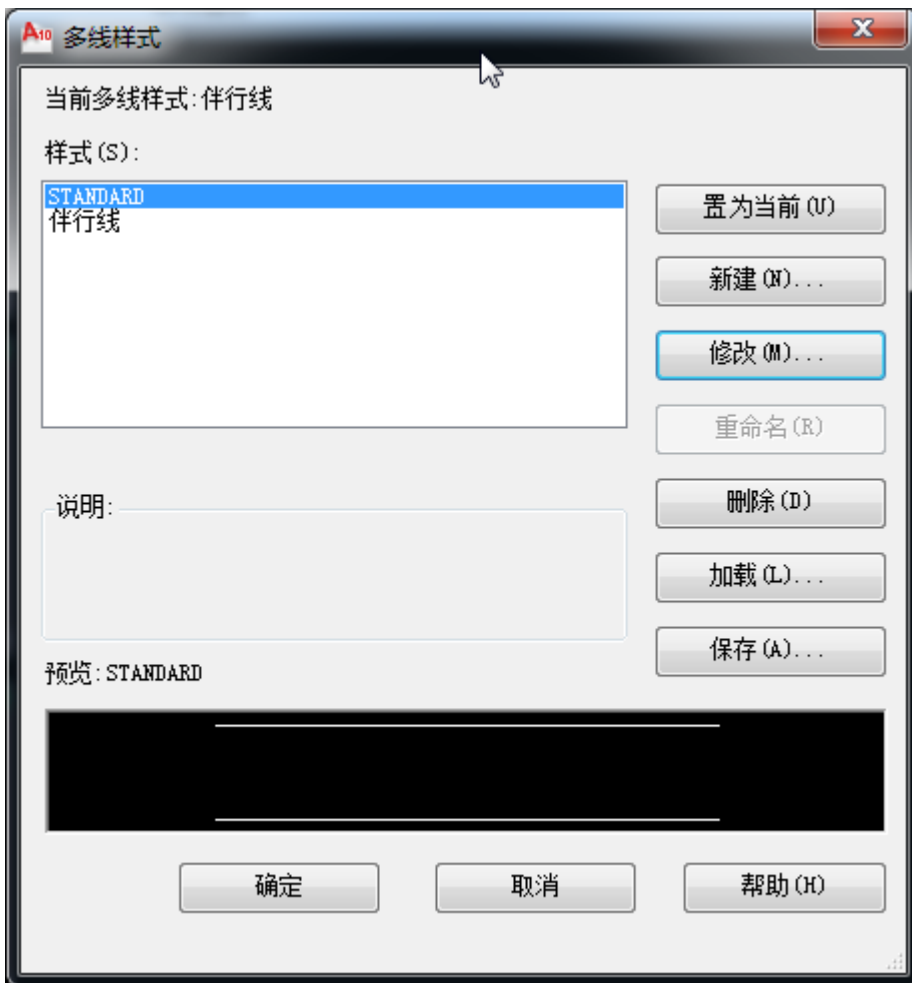 A10 多线样式
当前多线样式:伴行线
样式(S):
STANDARD
伴行线
置为当前(U)
新建(N)...
修改(M)...
重命名(R)
删除(D)
加载(L)...
保存(A)...
说明:
预览:STANDARD
确定
取消
帮助(H)